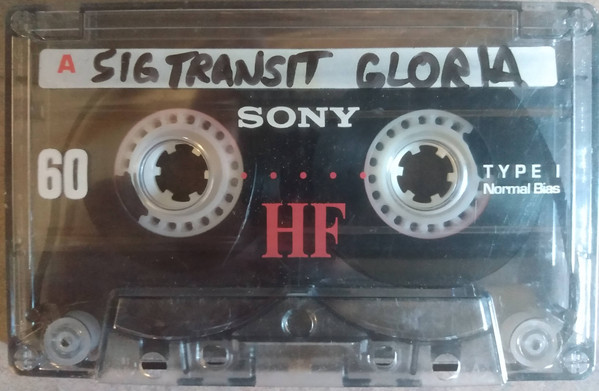 A SIG TRANSIT GLORIA
SONY
60
TYPE I
Normal Bias
HF